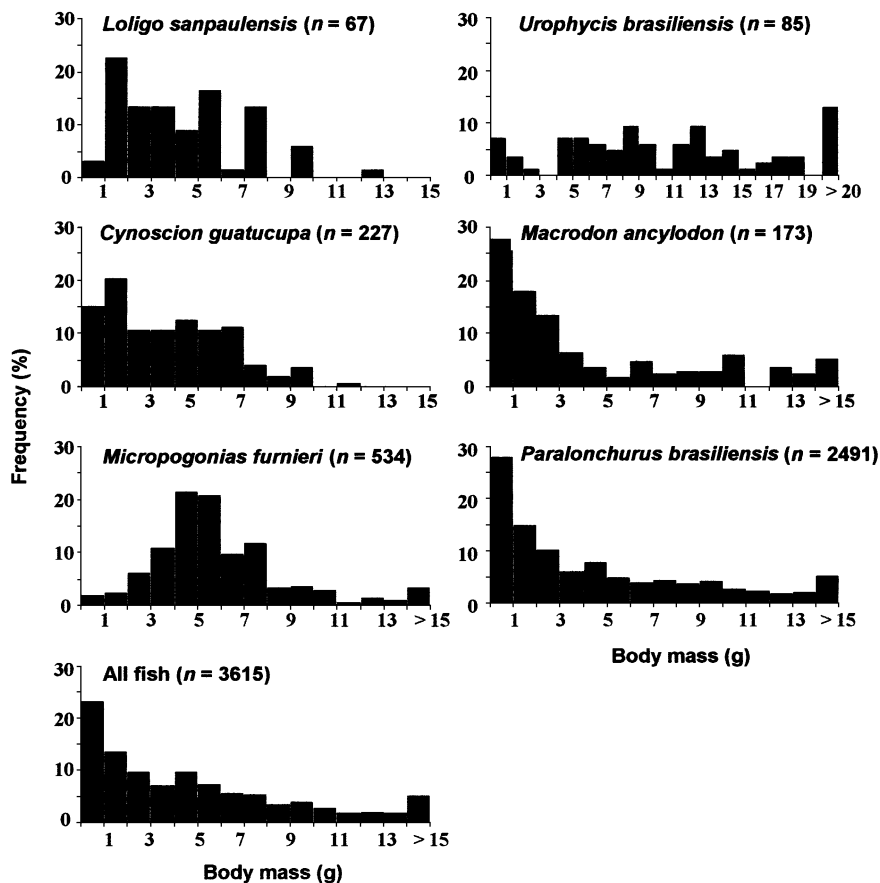 Loligo sanpaulensis (n = 67)
30
20
10
0
1 3 5 7 9 11 13 15
Urophycis brasiliensis (n = 85)
30
20
10
0
1 3 5 7 9 11 13 15 17 19 > 20
Cynoscion guatucupa (n = 227)
30
20
10
0
1 3 5 7 9 11 13 15
Macrodon ancylodon (n = 173)
30
20
10
0
1 3 5 7 9 11 13 > 15
Frequency (%)
Micropogonias furnieri (n = 534)
30
20
10
0
1 3 5 7 9 11 13 > 15
Paralonchurus brasiliensis (n = 2491)
30
20
10
0
1 3 5 7 9 11 13 > 15
Body mass (g)
All fish (n = 3615)
30
20
10
0
1 3 5 7 9 11 13 > 15
Body mass (g)